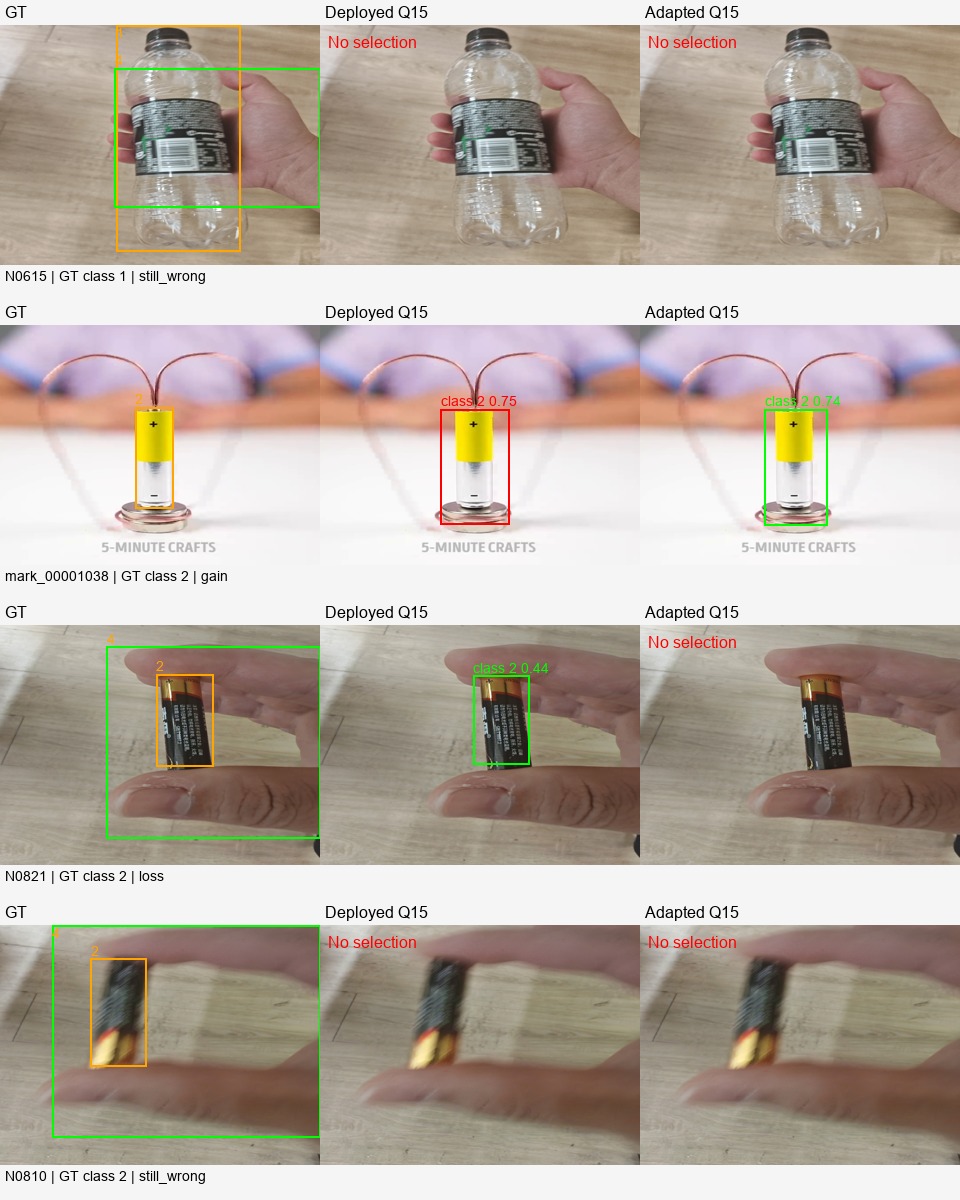 GT Deployed Q15 Adapted Q15
No selection No selection
N0615 | GT class 1 | still_wrong
GT Deployed Q15 Adapted Q15
2 class 2 0.75 class 2 0.74
+ + +
- - -
5-MINUTE CRAFTS 5-MINUTE CRAFTS 5-MINUTE CRAFTS
mark_00001038 | GT class 2 | gain
GT Deployed Q15 Adapted Q15
4 No selection
2 class 2 0.44
N0821 | GT class 2 | loss
GT Deployed Q15 Adapted Q15
No selection No selection
2
N0810 | GT class 2 | still_wrong